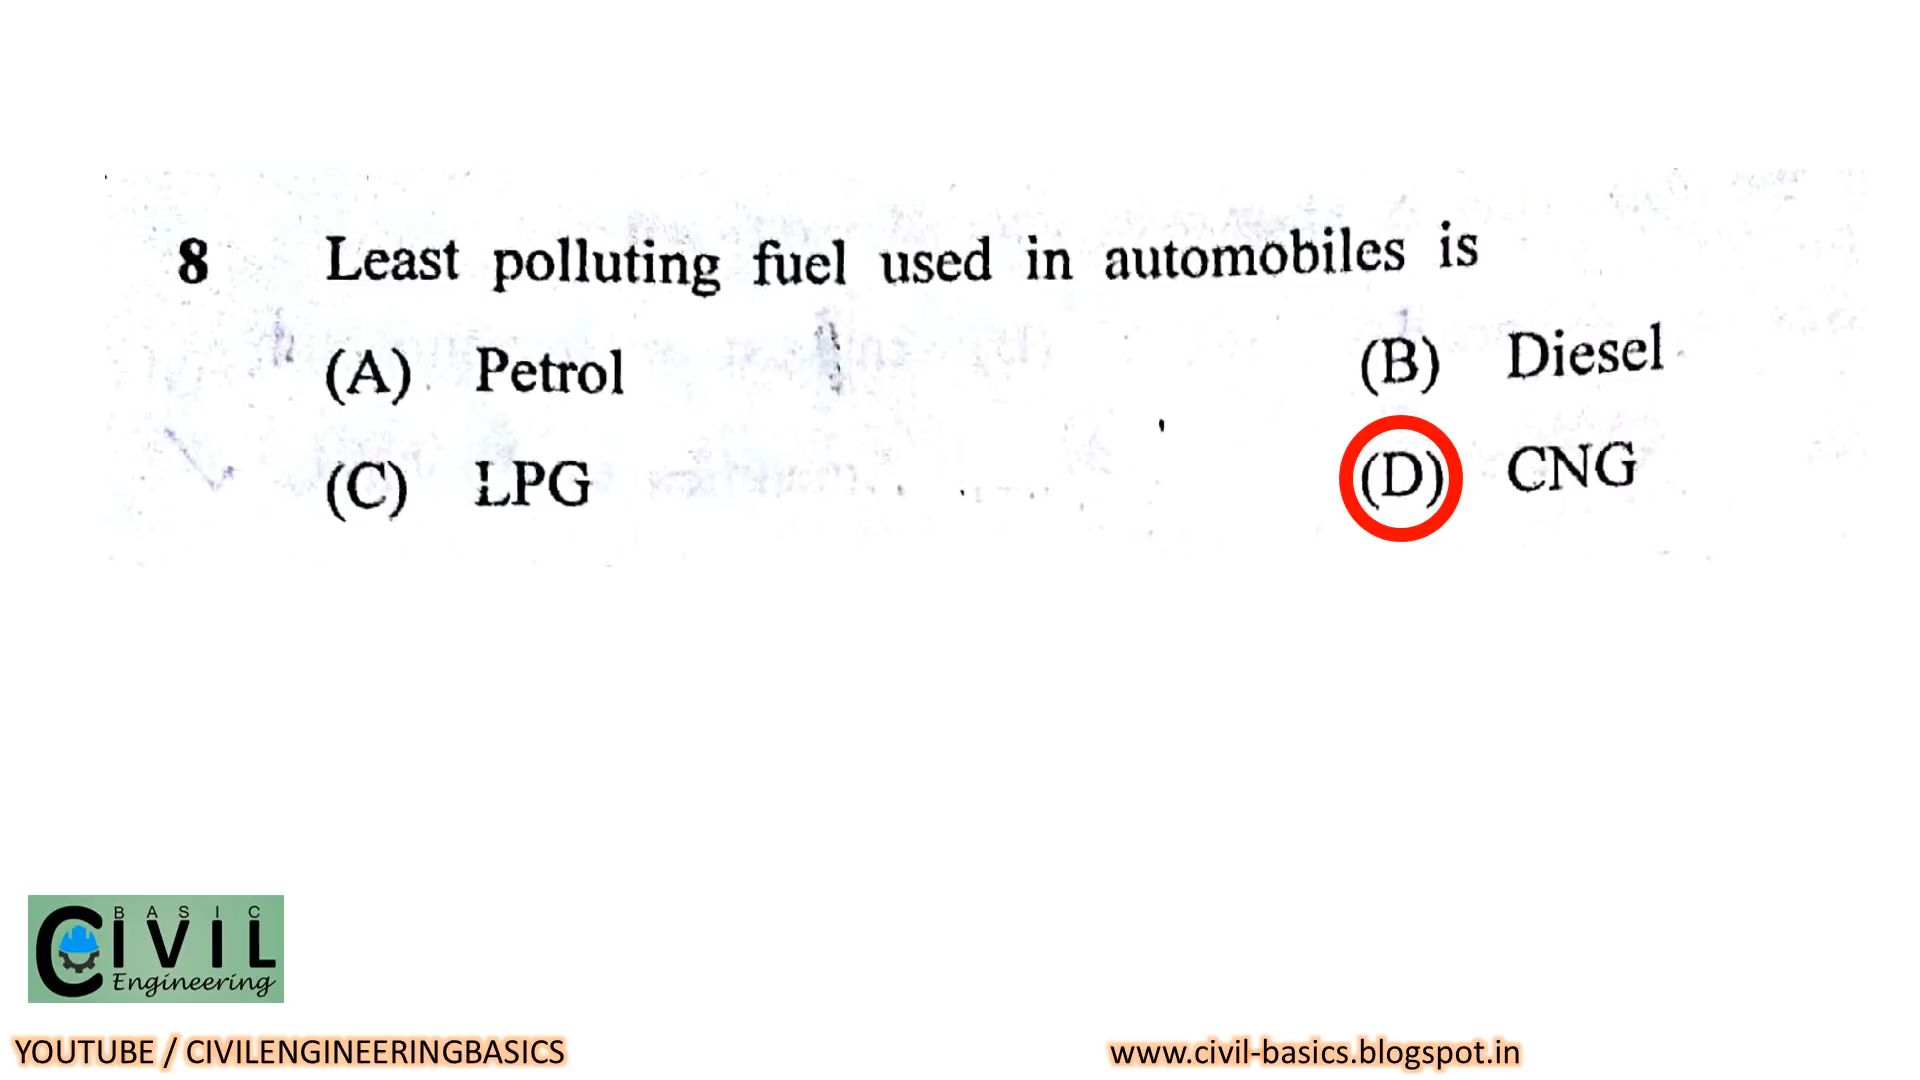 8 Least polluting fuel used in automobiles is
(A) Petrol (B) Diesel
(C) LPG (D) CNG
BASIC
CIVIL
Engineering
YOUTUBE / CIVILENGINEERINGBASICS www.civil-basics.blogspot.in